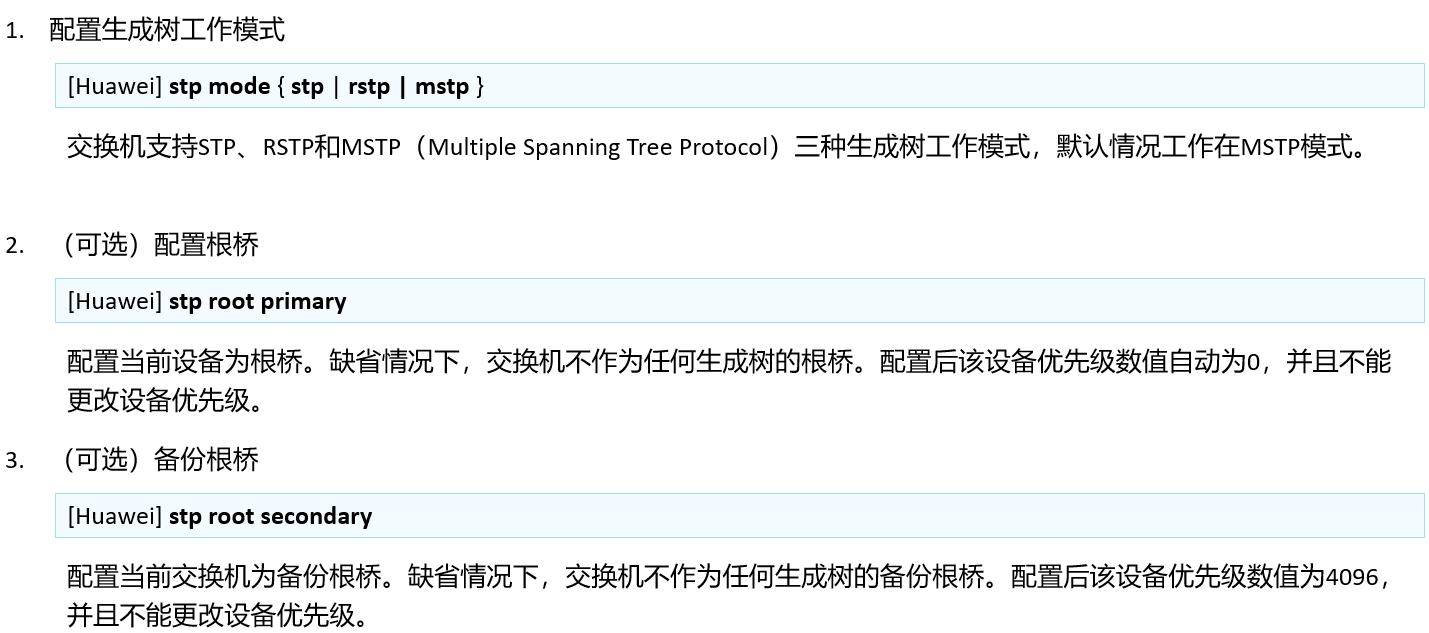 1. 配置生成树工作模式
[Huawei] stp mode { stp | rstp | mstp }
交换机支持STP、RSTP和MSTP（Multiple Spanning Tree Protocol）三种生成树工作模式，默认情况工作在MSTP模式。
2. （可选）配置根桥
[Huawei] stp root primary
配置当前设备为根桥。缺省情况下，交换机不作为任何生成树的根桥。配置后该设备优先级数值自动为0，并且不能
更改设备优先级。
3. （可选）备份根桥
[Huawei] stp root secondary
配置当前交换机为备份根桥。缺省情况下，交换机不作为任何生成树的备份根桥。配置后该设备优先级数值为4096，
并且不能更改设备优先级。